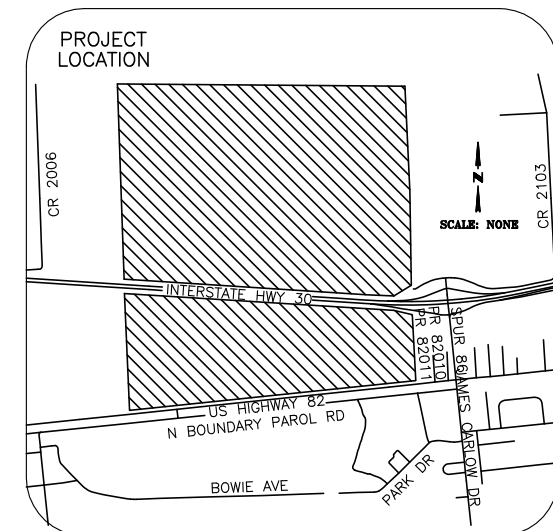 PROJECT
LOCATION
CR 2006
CR 2103
N
SCALE: NONE
INTERSTATE HWY 30
PR 82011
PR 82010
SPUR 86
JAMES CARLOW DR
US HIGHWAY 82
N BOUNDARY PAROL RD
BOWIE AVE
PARK DR